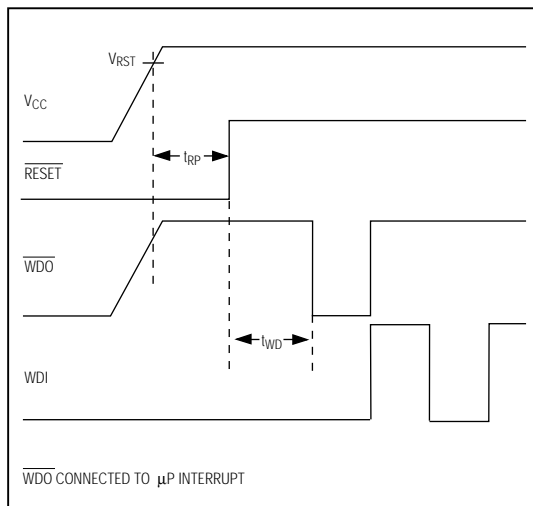 VRST
VCC
tRP
RESET
WDO
tWD
WDI
WDO CONNECTED TO μP INTERRUPT